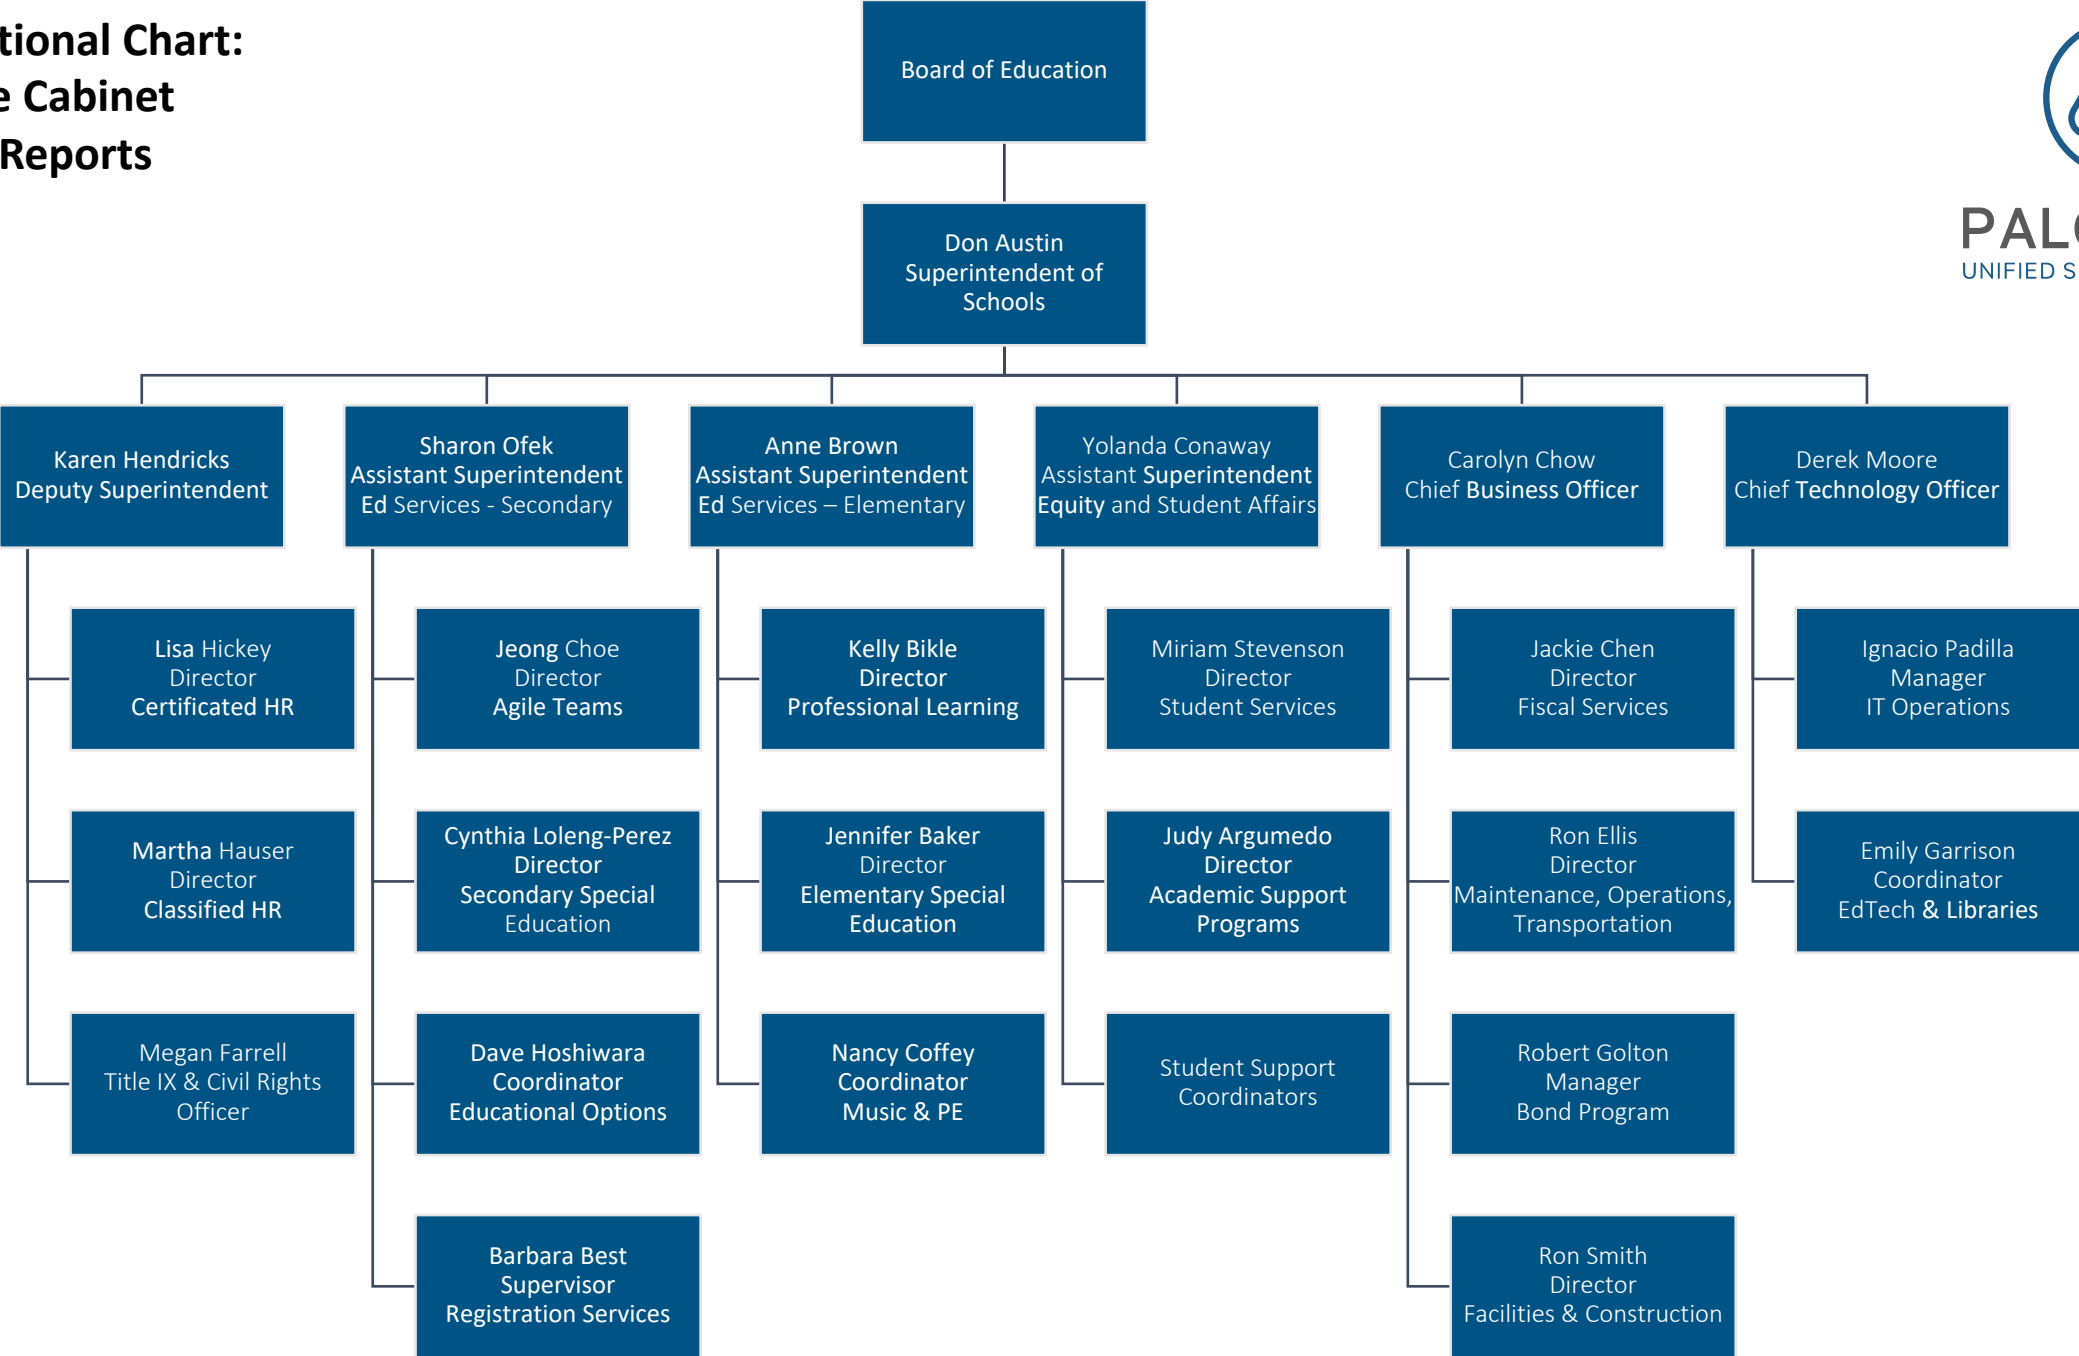 tional Chart:
e Cabinet
Reports
PALO
UNIFIED S
Board of Education
Don Austin
Superintendent of
Schools
Karen Hendricks
Deputy Superintendent
Sharon Ofek
Assistant Superintendent
Ed Services - Secondary
Anne Brown
Assistant Superintendent
Ed Services – Elementary
Yolanda Conaway
Assistant Superintendent
Equity and Student Affairs
Carolyn Chow
Chief Business Officer
Derek Moore
Chief Technology Officer
Lisa Hickey
Director
Certificated HR
Jeong Choe
Director
Agile Teams
Kelly Bikle
Director
Professional Learning
Miriam Stevenson
Director
Student Services
Jackie Chen
Director
Fiscal Services
Ignacio Padilla
Manager
IT Operations
Martha Hauser
Director
Classified HR
Cynthia Loleng-Perez
Director
Secondary Special
Education
Jennifer Baker
Director
Elementary Special
Education
Judy Argumedo
Director
Academic Support
Programs
Ron Ellis
Director
Maintenance, Operations,
Transportation
Emily Garrison
Coordinator
EdTech & Libraries
Megan Farrell
Title IX & Civil Rights
Officer
Dave Hoshiwara
Coordinator
Educational Options
Nancy Coffey
Coordinator
Music & PE
Student Support
Coordinators
Robert Golton
Manager
Bond Program
Barbara Best
Supervisor
Registration Services
Ron Smith
Director
Facilities & Construction